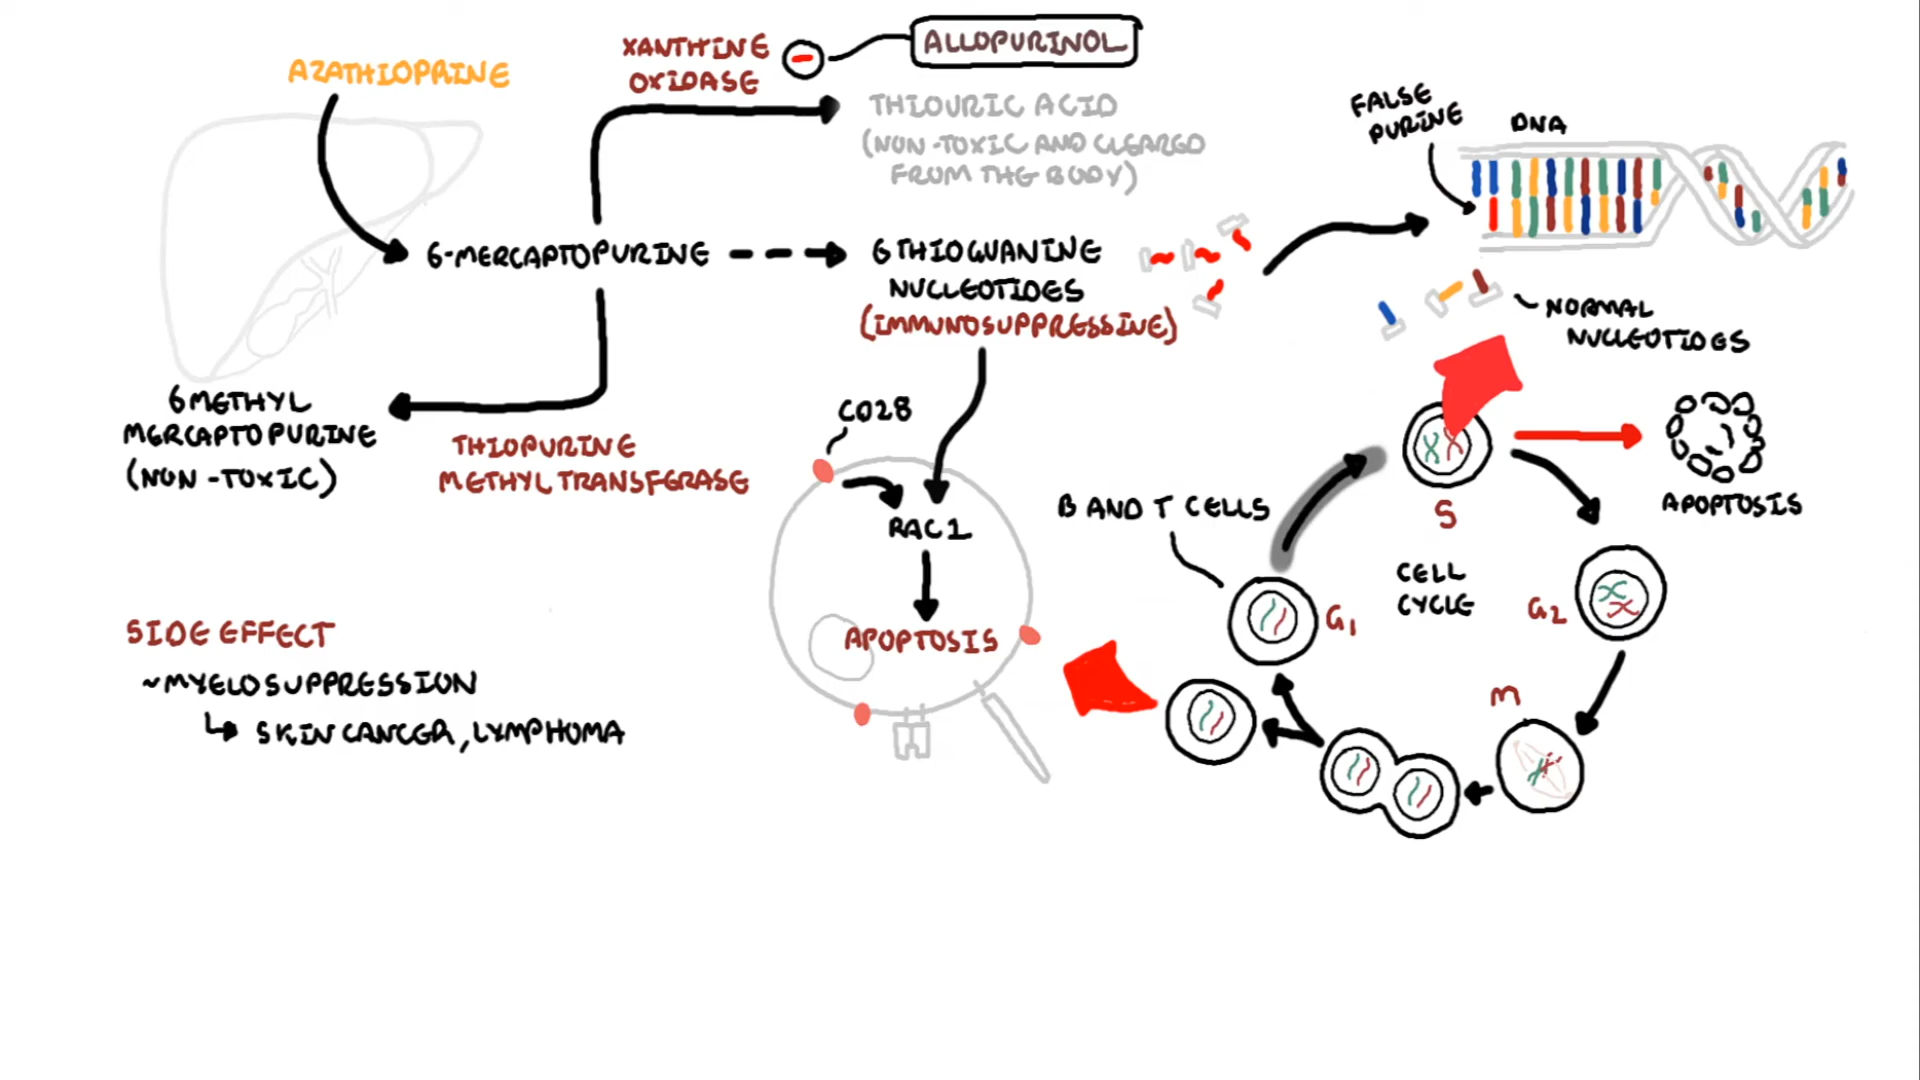 AZATHIOPRINE
XANTHINE
OXIDASE
ALLOPURINOL
THIOURIC ACID
(NON-TOXIC AND CLEARED
FROM THE BODY)
6-MERCAPTOPURINE
6 THIOGUANINE
NUCLEOTIDES
(IMMUNOSUPPRESSIVE)
FALSE
PURINE
DNA
NORMAL
NUCLEOTIDES
6 METHYL
MERCAPTOPURINE
(NON-TOXIC)
THIOPURINE
METHYL TRANSFERASE
CD28
RAC1
APOPTOSIS
B AND T CELLS
S
APOPTOSIS
CELL
CYCLE
G1
G2
M
SIDE EFFECT
~MYELOSUPPRESSION
SKIN CANCER, LYMPHOMA